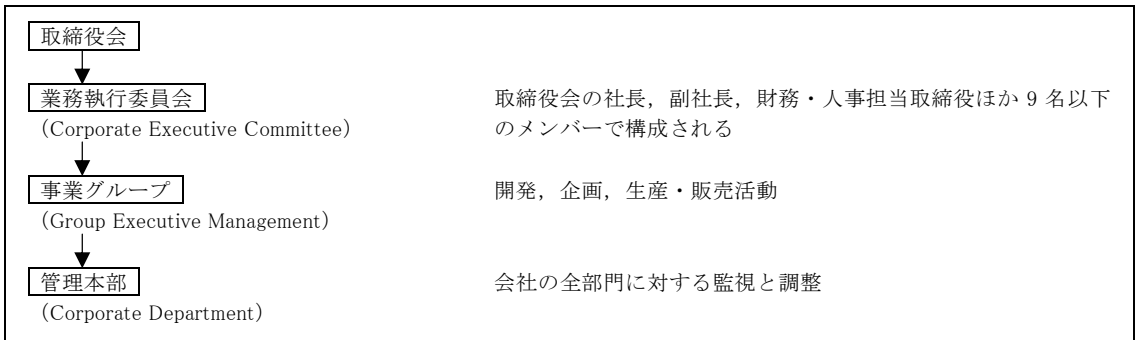 取締役会
業務執行委員会
取締役会の社長，副社長，財務・人事担当取締役ほか 9 名以下
(Corporate Executive Committee)
のメンバーで構成される
事業グループ
開発，企画，生産・販売活動
(Group Executive Management)
管理本部
会社の全部門に対する監視と調整
(Corporate Department)